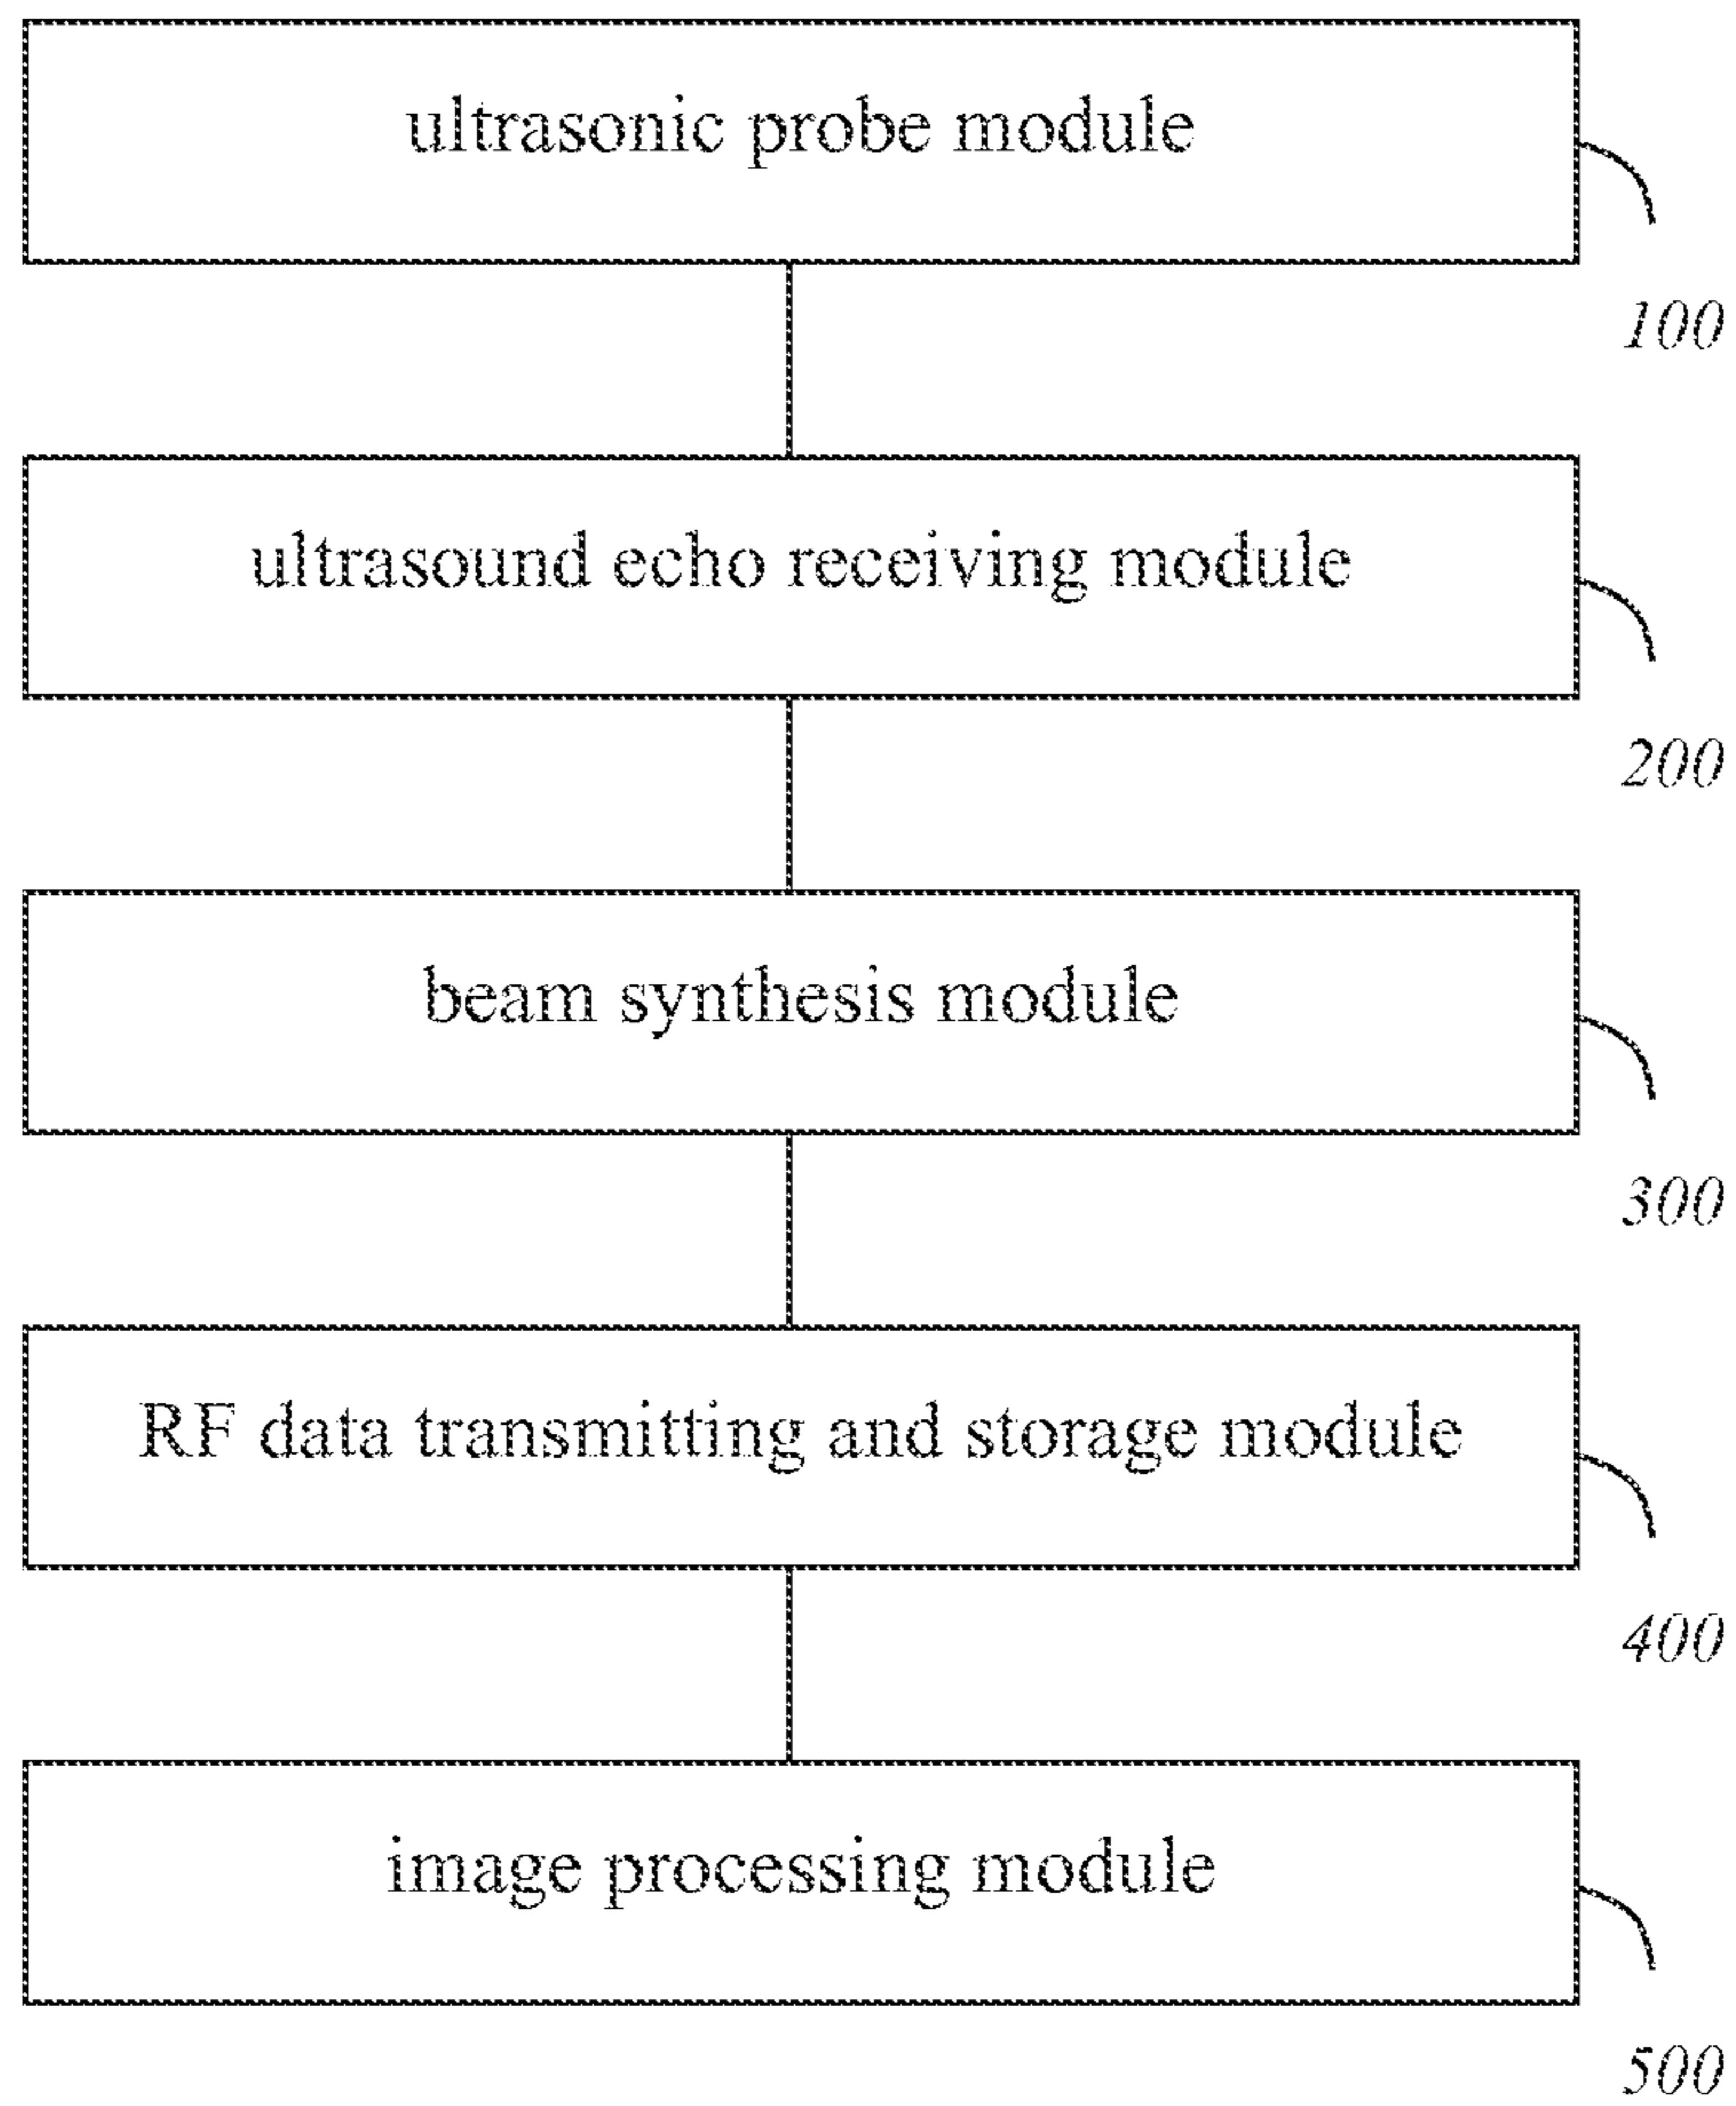 ultrasonic probe module
100
ultrasound echo receiving module
200
beam synthesis module
300
RF data transmitting and storage module
400
image processing module
500